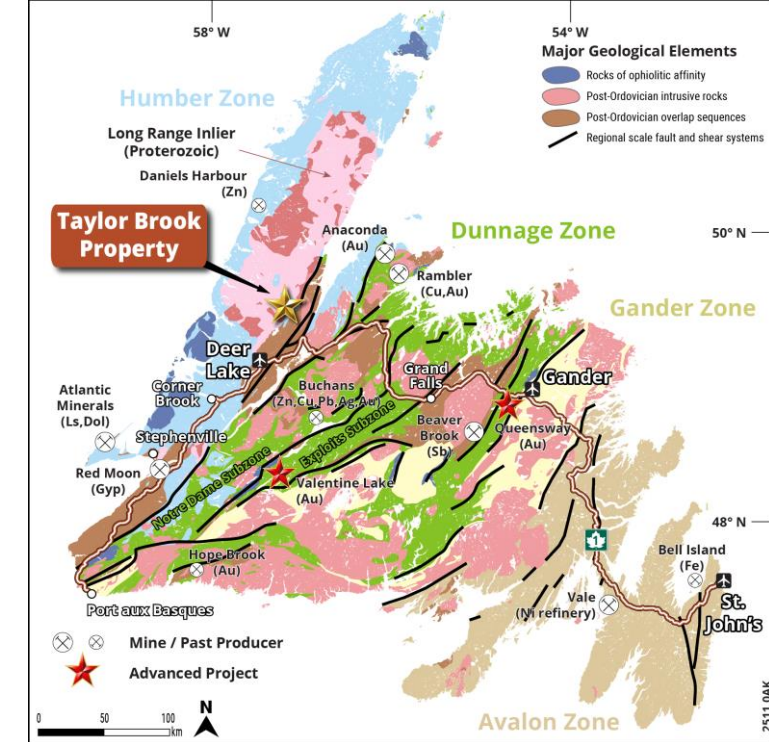 58° W
54° W
Major Geological Elements
Rocks of ophiolitic affinity
Post-Ordovician intrusive rocks
Post-Ordovician overlap sequences
Regional scale fault and shear systems
Humber Zone
Long Range Inlier
(Proterozoic)
Daniels Harbour
(Zn)
Taylor Brook
Property
Anaconda
(Au)
Dunnage Zone
50° N
Rambler
(Cu,Au)
Gander Zone
Deer
Lake
Corner
Brook
Buchans
(Zn,Cu,Pb,Ag,Au)
Grand
Falls
Gander
Atlantic
Minerals
(Ls,Dol)
Stephenville
Beaver
Brook
(Sb)
Queensway
(Au)
Red Moon
(Gyp)
Notre Dame Subzone
Exploits Subzone
Valentine Lake
(Au)
48° N
1
Hope Brook
(Au)
Bell Island
(Fe)
Port aux Basques
Vale
(Ni refinery)
St.
John's
Mine / Past Producer
Advanced Project
N
0 50 100
km
Avalon Zone
2511.0AK